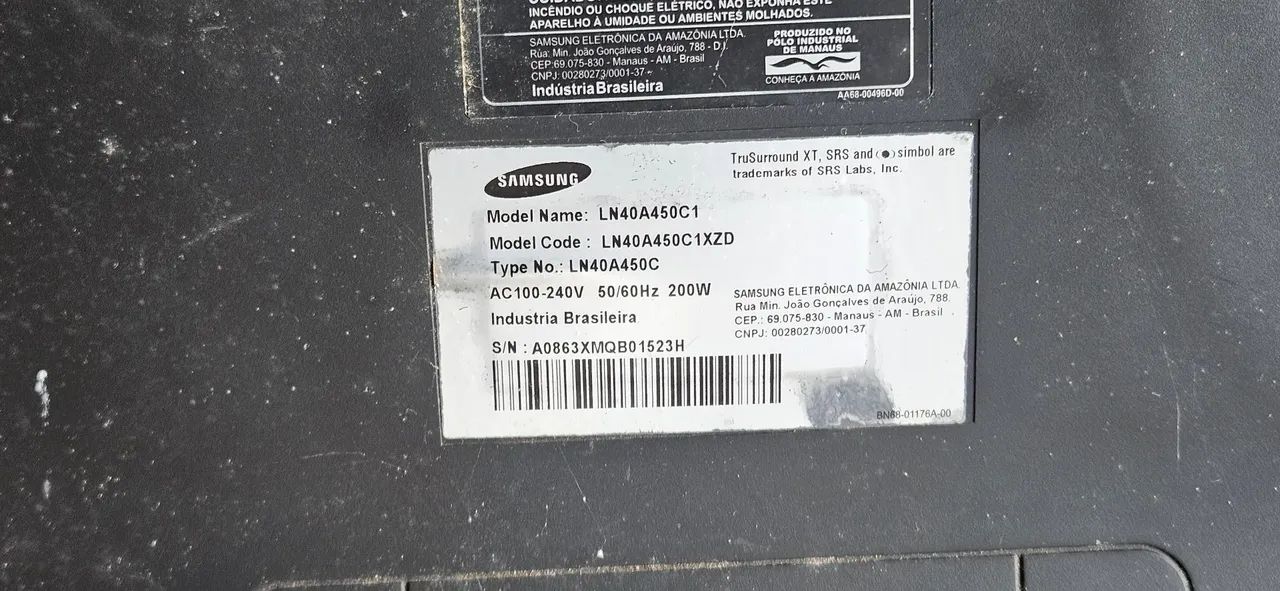 INCÊNDIO OU CHOQUE ELÉTRICO, NÃO EXPONHA ESTE
APARELHO À UMIDADE OU AMBIENTES MOLHADOS.
SAMSUNG ELETRÔNICA DA AMAZÔNIA LTDA.
Rúa: Min. João Gonçalves de Araújo, 788 - D.I.
CEP:69.075-830 - Manaus - AM - Brasil
CNPJ: 00280273/0001-37
Indústria Brasileira
PRODUZIDO NO
PÓLO INDUSTRIAL
DE MANAUS
CONHEÇA A AMAZÔNIA
AA68-00496D-00
SAMSUNG
TruSurround XT, SRS and (●) simbol are
trademarks of SRS Labs, Inc.
Model Name: LN40A450C1
Model Code : LN40A450C1XZD
Type No.: LN40A450C
AC100-240V 50/60Hz 200W
Industria Brasileira
S/N : A0863XMQB01523H
SAMSUNG ELETRÔNICA DA AMAZÔNIA LTDA.
Rua Min. João Gonçalves de Araújo, 788.
CEP.: 69.075-830 - Manaus - AM - Brasil
CNPJ: 00280273/0001-37
BN68-01176A-00